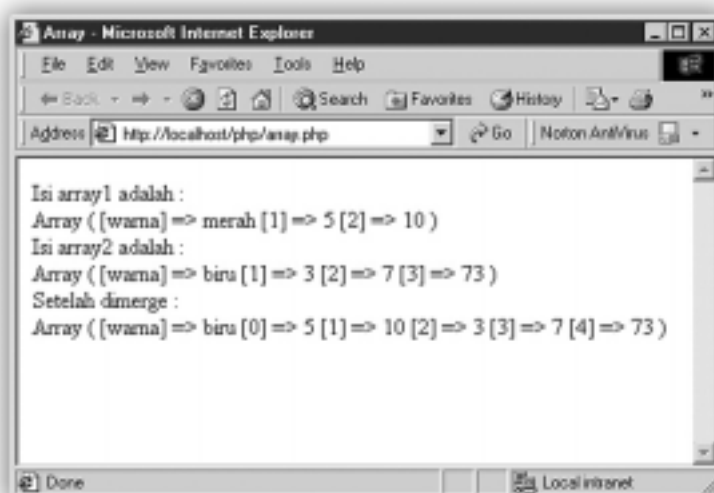 Array - Microsoft Internet Explorer
File Edit View Favorites Tools Help
Back Search Favorites History »
Address http://localhost/php/array.php Go Norton AntiVirus
Isi array1 adalah :
Array ( [warna] => merah [1] => 5 [2] => 10 )
Isi array2 adalah :
Array ( [warna] => biru [1] => 3 [2] => 7 [3] => 73 )
Setelah dimerge :
Array ( [warna] => biru [0] => 5 [1] => 10 [2] => 3 [3] => 7 [4] => 73 )
Done Local intranet